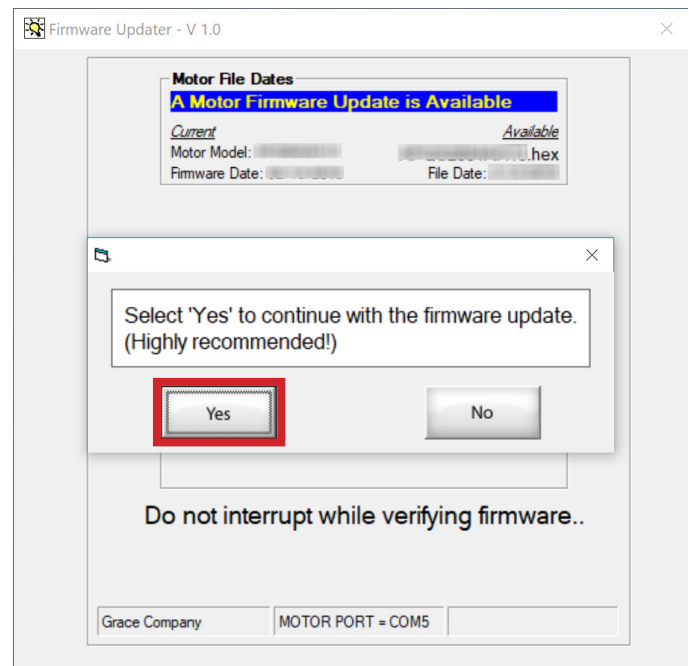 Firmware Updater - V 1.0
Motor File Dates
A Motor Firmware Update is Available
Current Available
Motor Model: .hex
Firmware Date: File Date:
Select 'Yes' to continue with the firmware update.
(Highly recommended!)
Yes No
Do not interrupt while verifying firmware..
Grace Company MOTOR PORT = COM5